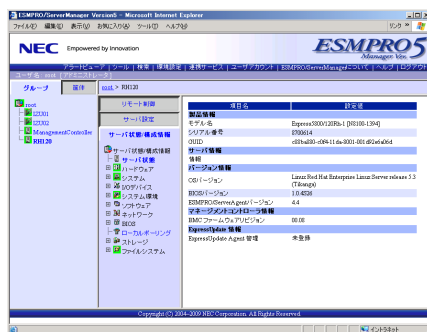 ESMPRO/ServerManager Version5 - Microsoft Internet Explorer
ファイル(F) 編集(E) 表示(V) お気に入り(A) ツール(T) ヘルプ(H)
リンク »
NEC Empowered by Innovation
ESMPRO5
Manager Ver.5
アラートビューア | ツール | 検索 | 環境設定 | 連携サービス | ユーザアカウント | ESMPRO/ServerManagerについて | ヘルプ | ログアウト
ユーザ名 : root [アドミニストレータ]
グループ
筐体
root > RH120
root
123J01
123J02
ManagementController
RH120
リモート制御
サーバ設定
サーバ状態/構成情報
サーバ状態/構成情報
サーバ状態
ハードウェア
システム
I/Oデバイス
システム環境
ソフトウェア
ネットワーク
BIOS
ローカルポーリング
ストレージ
ファイルシステム
項目名 設定値
製品情報
モデル名 Express5800/120Rh-1 [N8100-1394]
シリアル番号 8700614
サーバ情報
情報
バージョン情報
OSバージョン Linux Red Hat Enterprise Linux Server release 5.3 (Tikanga)
BIOSバージョン 1.0.4S26
ESMPRO/ServerAgentバージョン 4.4
マネージメントコントローラ情報
BMCファームウェアリビジョン 00.08
ExpressUpdate 情報
ExpressUpdate Agent 管理 未登録
Copyright (C) 2004-2009 NEC Corporation. All Rights Reserved.
イントラネット